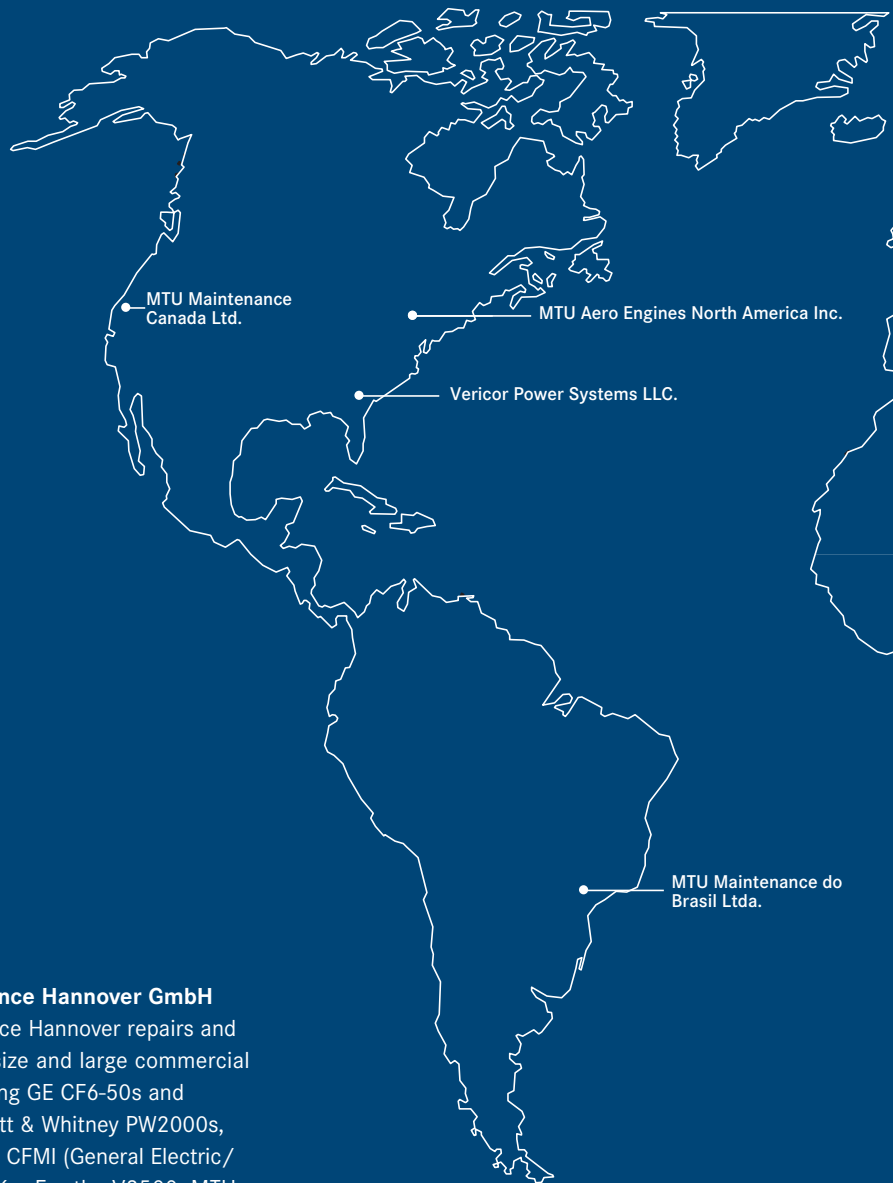 MTU Maintenance
Canada Ltd.
MTU Aero Engines North America Inc.
Vericor Power Systems LLC.
MTU Maintenance do
Brasil Ltda.
nce Hannover GmbH
ce Hannover repairs and
size and large commercial
ng GE CF6-50s and
tt & Whitney PW2000s,
CFMI (General Electric/